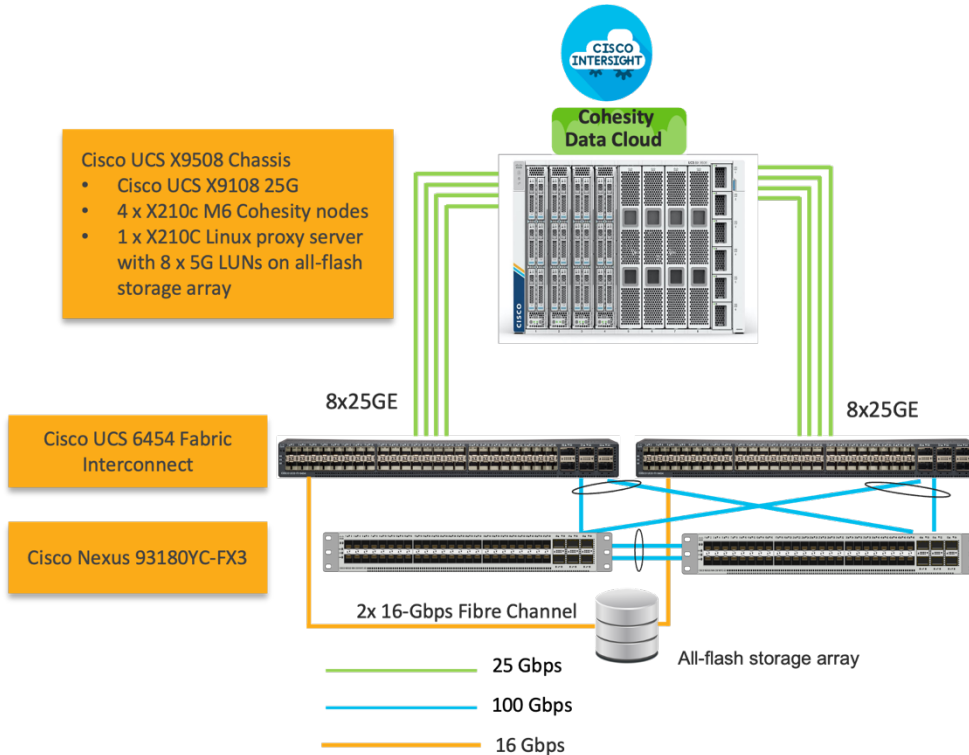 CISCO
INTERSIGHT
Cohesity
Data Cloud
Cisco UCS X9508 Chassis
• Cisco UCS X9108 25G
• 4 x X210c M6 Cohesity nodes
• 1 x X210C Linux proxy server
with 8 x 5G LUNs on all-flash
storage array
CISCO
8x25GE
8x25GE
Cisco UCS 6454 Fabric
Interconnect
Cisco Nexus 93180YC-FX3
2x 16-Gbps Fibre Channel
All-flash storage array
25 Gbps
100 Gbps
16 Gbps